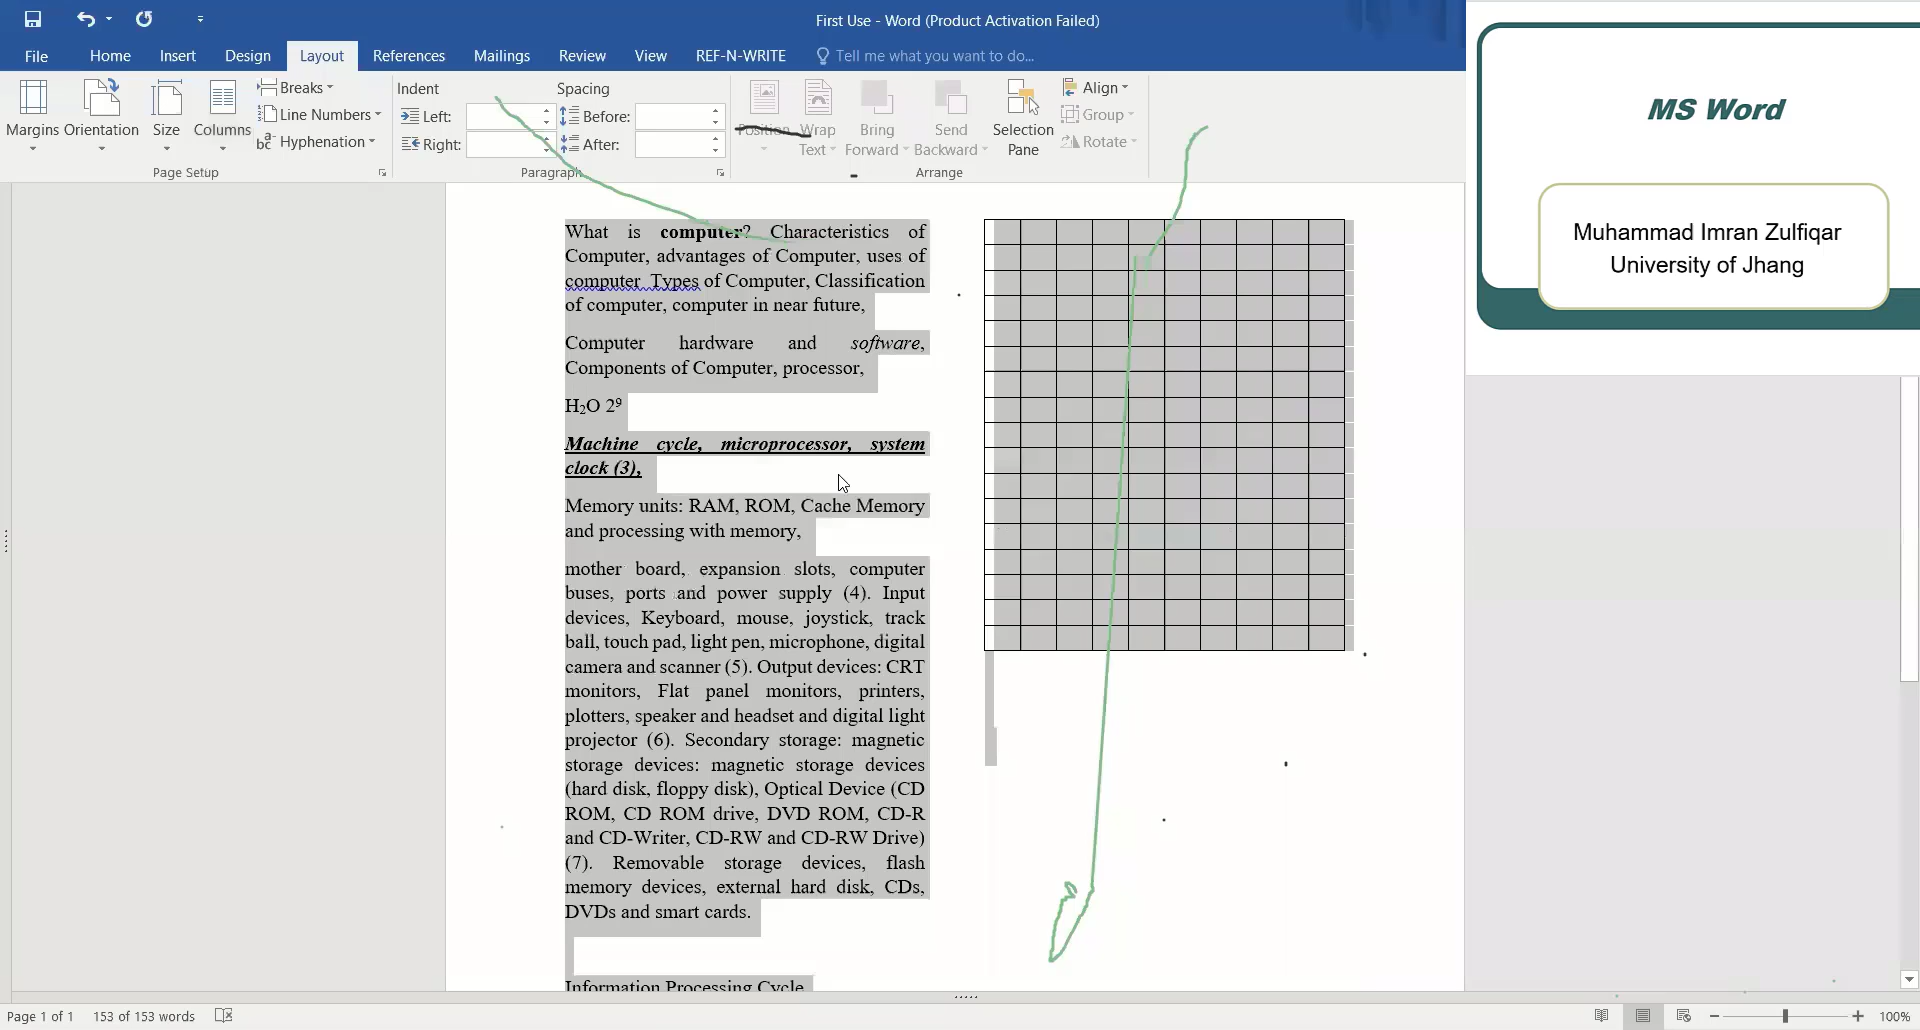 First Use - Word (Product Activation Failed)
File Home Insert Design Layout References Mailings Review View REF-N-WRITE Tell me what you want to do...
Margins Orientation Size Columns
Breaks
Line Numbers
Hyphenation
Page Setup
Indent
Left:
Right:
Spacing
Before:
After:
Paragraph
Position Wrap Text Bring Forward Send Backward Selection Pane
Align
Group
Rotate
Arrange
MS Word
Muhammad Imran Zulfiqar
University of Jhang
What is computer? Characteristics of
Computer, advantages of Computer, uses of
computer Types of Computer, Classification
of computer, computer in near future,
Computer hardware and software,
Components of Computer, processor,
H₂O 2⁹
Machine cycle, microprocessor, system
clock (3),
Memory units: RAM, ROM, Cache Memory
and processing with memory,
mother board, expansion slots, computer
buses, ports and power supply (4). Input
devices, Keyboard, mouse, joystick, track
ball, touch pad, light pen, microphone, digital
camera and scanner (5). Output devices: CRT
monitors, Flat panel monitors, printers,
plotters, speaker and headset and digital light
projector (6). Secondary storage: magnetic
storage devices: magnetic storage devices
(hard disk, floppy disk), Optical Device (CD
ROM, CD ROM drive, DVD ROM, CD-R
and CD-Writer, CD-RW and CD-RW Drive)
(7). Removable storage devices, flash
memory devices, external hard disk, CDs,
DVDs and smart cards.
Information Processing Cycle
Page 1 of 1 153 of 153 words 100%